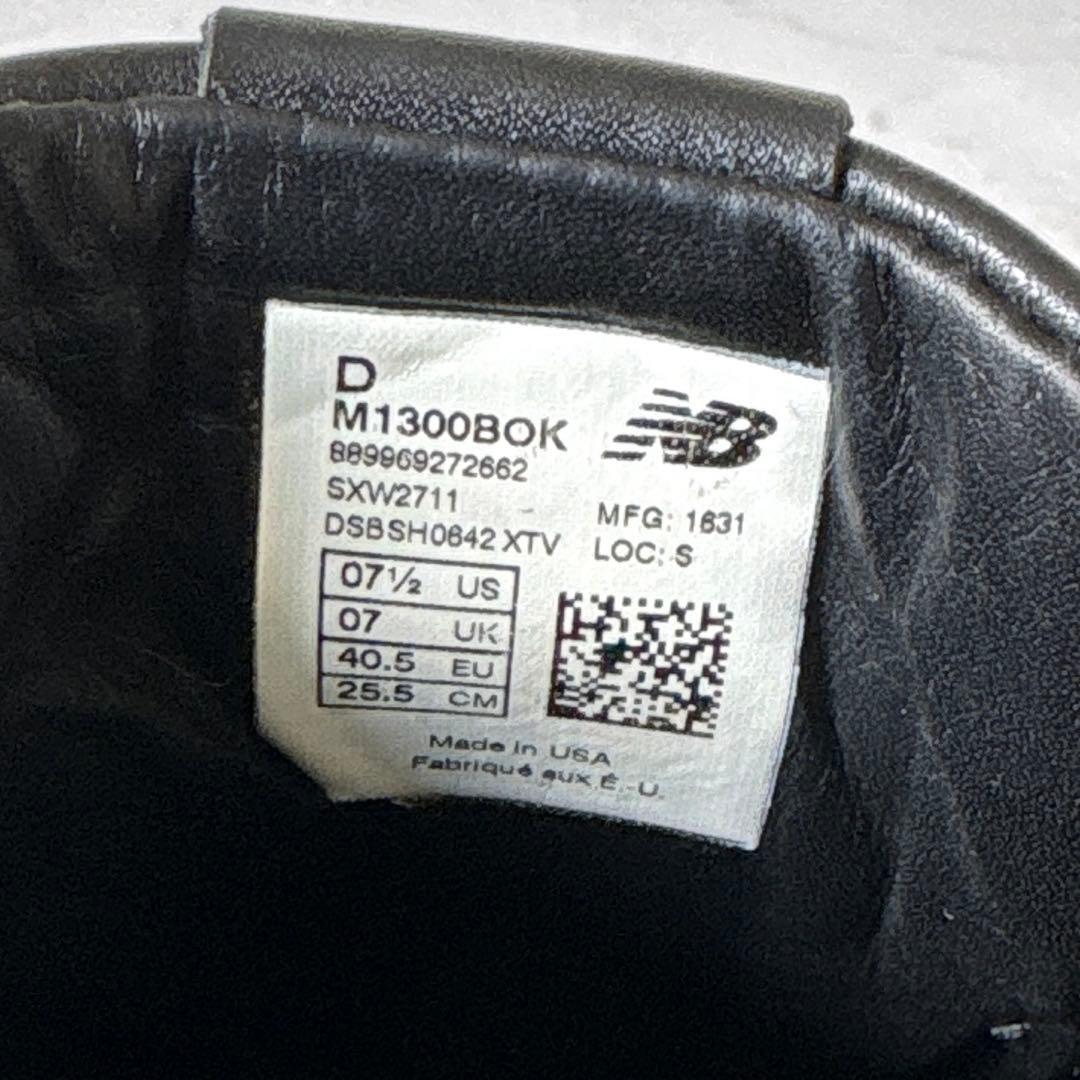 D
M1300BOK
NB
889969272662
SXW2711
MFG: 1631
DSBSH0642 XTV
LOC: S
07½ US
07 UK
40.5 EU
25.5 CM
Made in USA
Fabriqué aux É.-U.